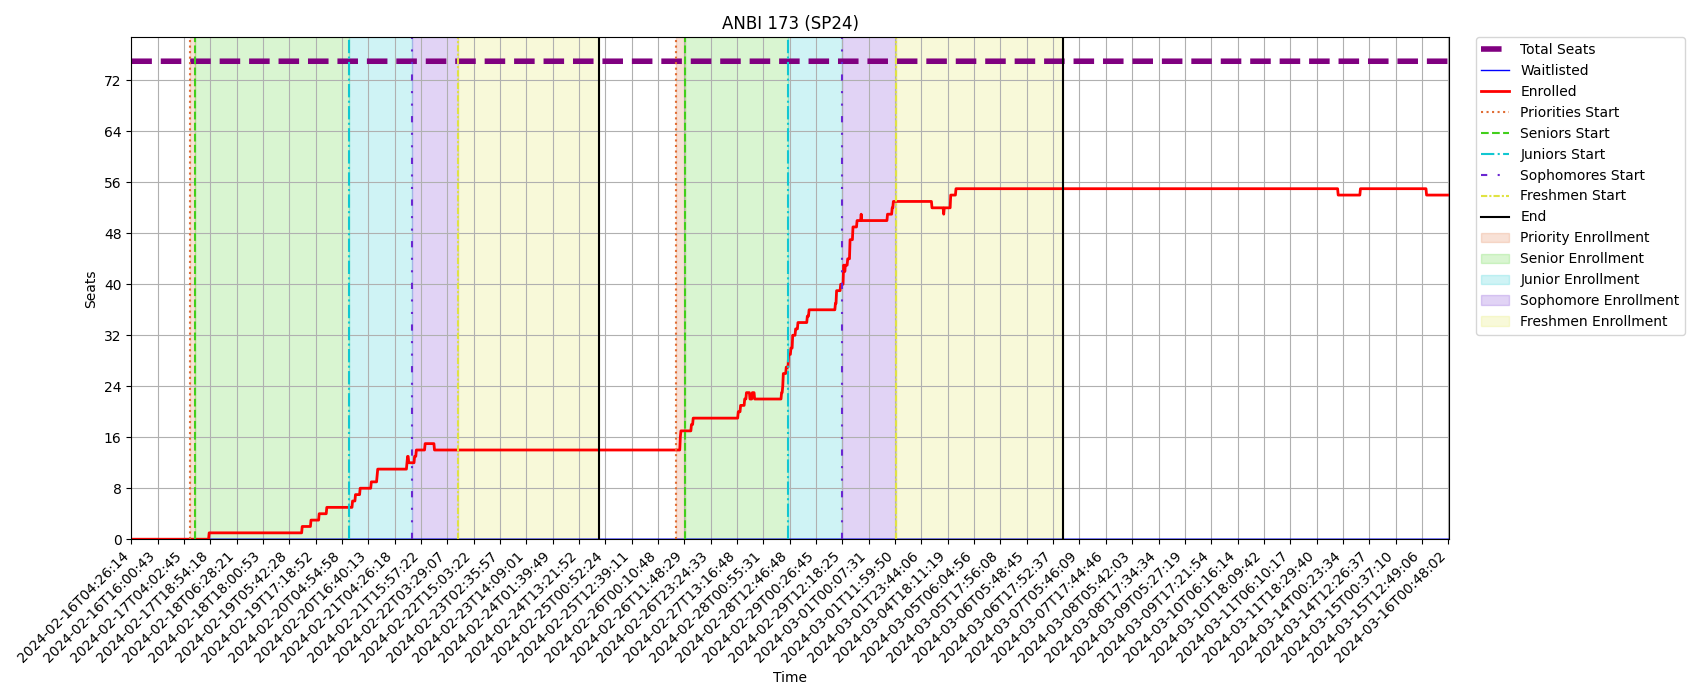 ANBI 173 (SP24)
Total Seats
Waitlisted
Enrolled
Priorities Start
Seniors Start
Juniors Start
Sophomores Start
Freshmen Start
End
Priority Enrollment
Senior Enrollment
Junior Enrollment
Sophomore Enrollment
Freshmen Enrollment
Seats
72
64
56
48
40
32
24
16
8
0
2024-02-16T04:26:14
2024-02-16T16:00:43
2024-02-17T04:02:45
2024-02-17T18:54:18
2024-02-18T06:28:21
2024-02-18T18:00:53
2024-02-19T05:42:28
2024-02-19T17:18:52
2024-02-20T04:54:58
2024-02-20T16:40:13
2024-02-21T04:26:18
2024-02-21T15:57:22
2024-02-22T03:29:07
2024-02-22T15:03:22
2024-02-23T02:35:57
2024-02-23T14:09:01
2024-02-24T01:39:49
2024-02-24T13:21:52
2024-02-25T00:52:24
2024-02-25T12:39:11
2024-02-26T00:10:48
2024-02-26T11:48:29
2024-02-26T23:24:33
2024-02-27T13:16:48
2024-02-28T00:55:31
2024-02-28T12:46:48
2024-02-29T00:26:45
2024-02-29T12:18:25
2024-03-01T00:07:31
2024-03-01T11:59:50
2024-03-01T23:44:06
2024-03-04T18:11:19
2024-03-05T06:04:56
2024-03-05T17:56:08
2024-03-06T05:48:45
2024-03-06T17:52:37
2024-03-07T05:46:09
2024-03-07T17:44:46
2024-03-08T05:42:03
2024-03-08T17:34:34
2024-03-09T05:27:19
2024-03-09T17:21:54
2024-03-10T06:16:14
2024-03-10T18:09:42
2024-03-11T06:10:17
2024-03-11T18:29:40
2024-03-14T00:23:34
2024-03-14T12:26:37
2024-03-15T00:37:10
2024-03-15T12:49:06
2024-03-16T00:48:02
Time